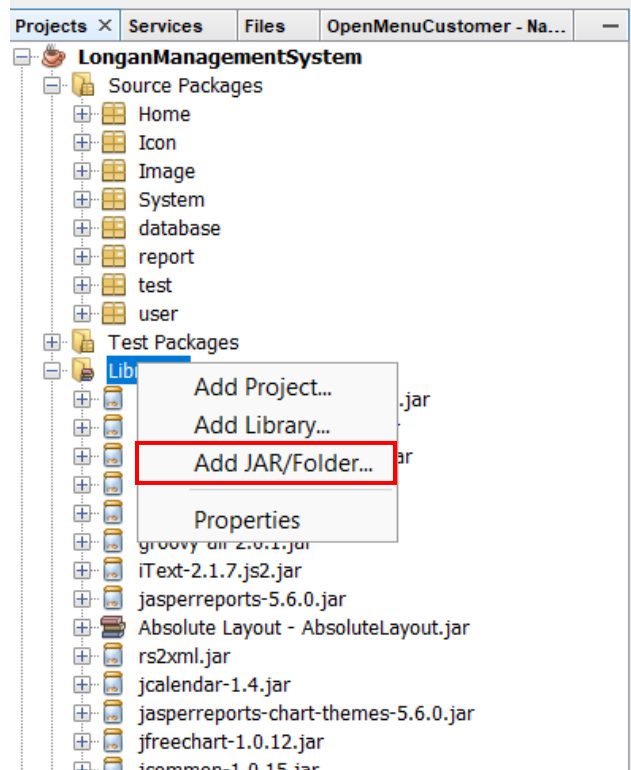 Projects × Services Files OpenMenuCustomer - Na...
LonganManagementSystem
Source Packages
Home
Icon
Image
System
database
report
test
user
Test Packages
Add Project...
.jar
Add Library...
Add JAR/Folder...
ar
Properties
iText-2.1.7.js2.jar
jasperreports-5.6.0.jar
Absolute Layout - AbsoluteLayout.jar
rs2xml.jar
jcalendar-1.4.jar
jasperreports-chart-themes-5.6.0.jar
jfreechart-1.0.12.jar